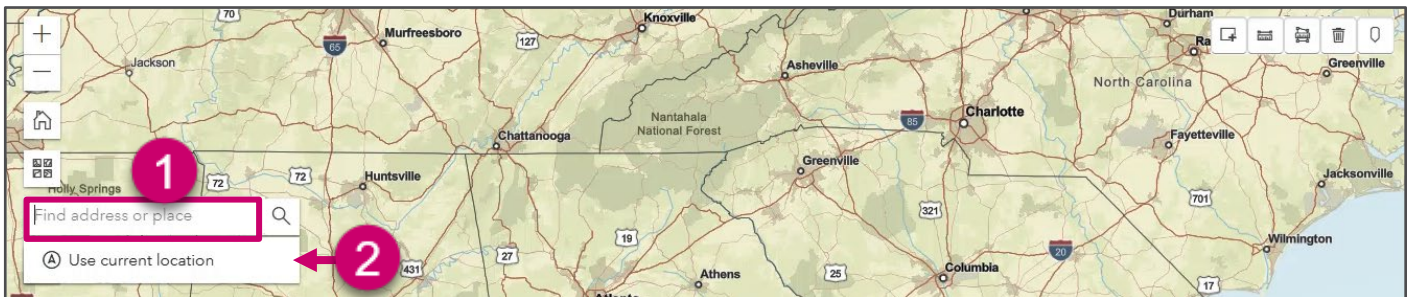 70
Knoxville
Durham
Murfreesboro
65
127
Ra
Jackson
Asheville
Greenville
North Carolina
Charlotte
85
Nantahala
National Forest
Chattanooga
Fayetteville
1
Greenville
Holly Springs
72
72
Huntsville
Jacksonville
Find address or place
321
701
19
Wilmington
Use current location
A
2
431
27
20
Athens
25
Columbia
17